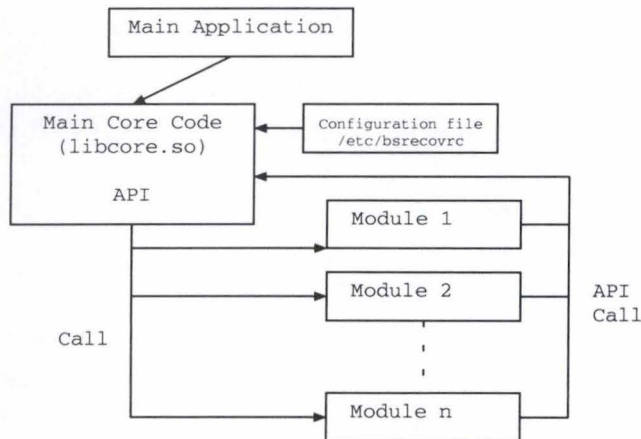 Main Application
Main Core Code
(libcore.so)
API
Configuration file
/etc/bsrecovrc
Module 1
Module 2
API
Call
Call
Module n